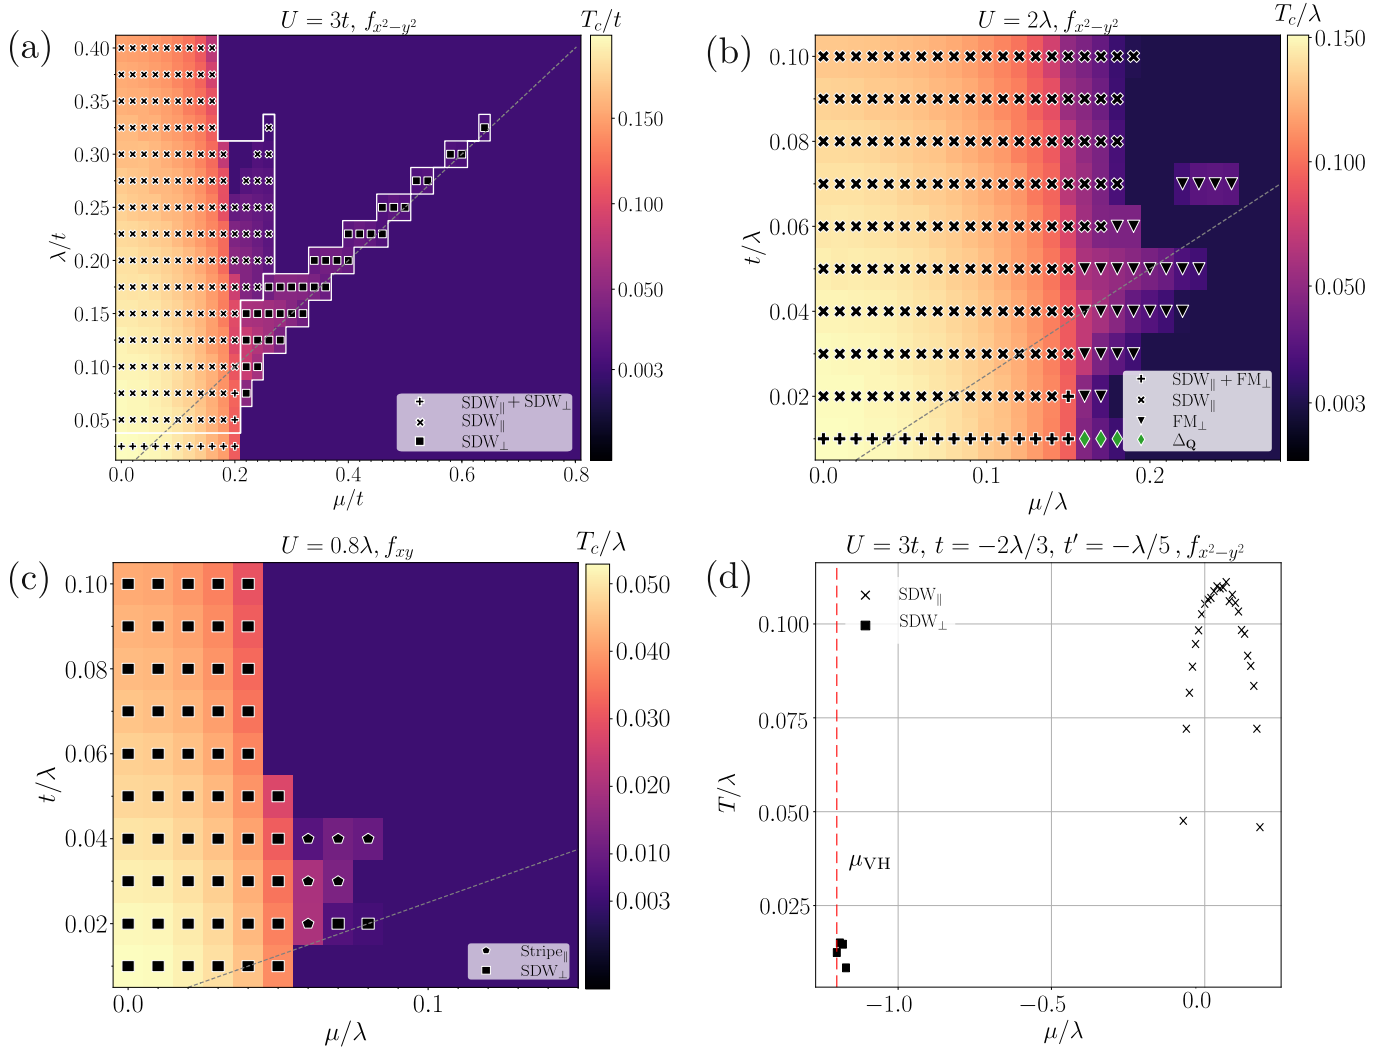 (a)
U = 3t, f_{x²−y²}
T_c/t
0.40
0.35
0.30
0.25
0.20
0.15
0.10
0.05
λ/t
0.0
0.2
0.4
0.6
0.8
μ/t
SDW_∥ + SDW_⊥
SDW_∥
SDW_⊥
0.150
0.100
0.050
0.003
(b)
U = 2λ, f_{x²−y²}
T_c/λ
0.10
0.08
0.06
0.04
0.02
t/λ
0.0
0.1
0.2
μ/λ
SDW_∥ + FM_⊥
SDW_∥
FM_⊥
Δ_Q
0.150
0.100
0.050
0.003
(c)
U = 0.8λ, f_{xy}
T_c/λ
0.10
0.08
0.06
0.04
0.02
t/λ
0.0
0.1
μ/λ
Stripe_∥
SDW_⊥
0.050
0.040
0.030
0.020
0.010
0.003
(d)
U = 3t, t = −2λ/3, t′ = −λ/5 , f_{x²−y²}
SDW_∥
SDW_⊥
0.100
0.075
0.050
0.025
T/λ
μ_VH
−1.0
−0.5
0.0
μ/λ